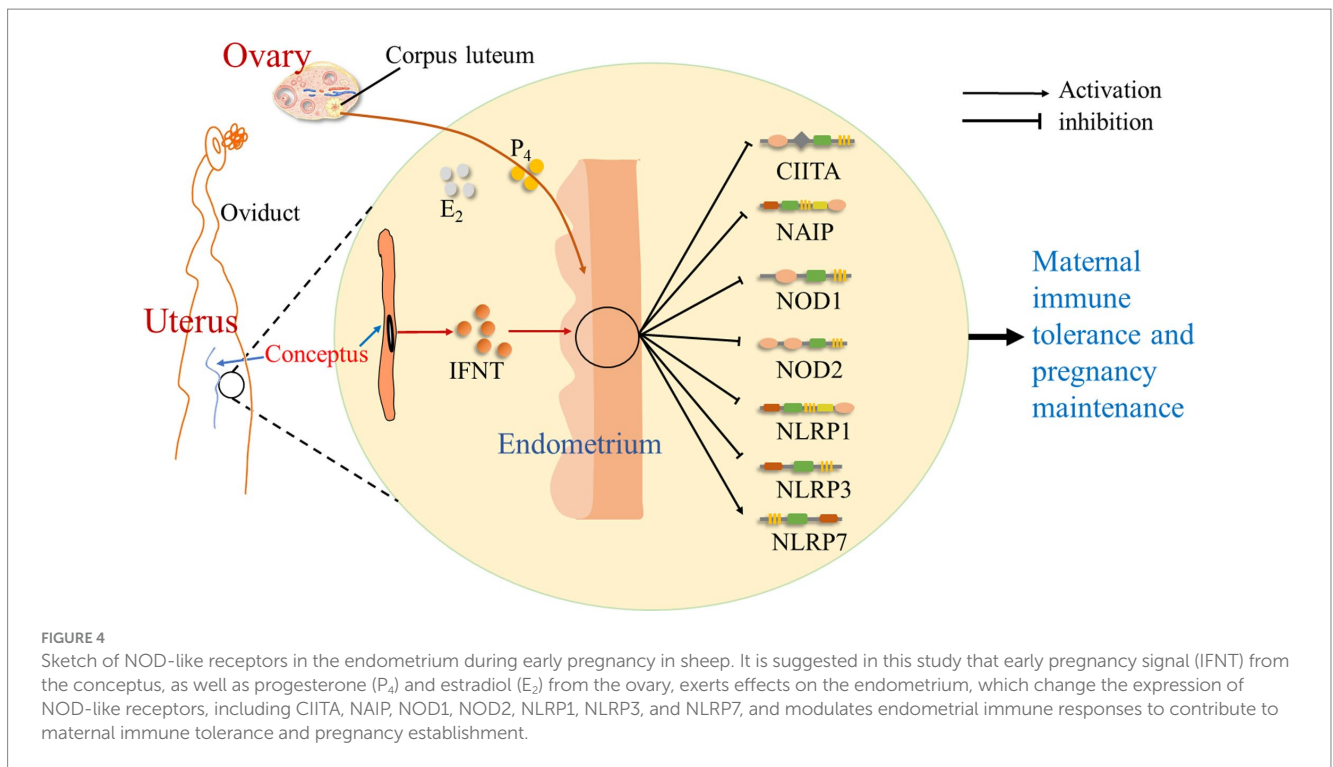 Ovary
Corpus luteum
Activation
inhibition
P₄
E₂
Oviduct
Uterus
Conceptus
IFNT
Endometrium
CIITA
NAIP
NOD1
NOD2
NLRP1
NLRP3
NLRP7
Maternal
immune
tolerance and
pregnancy
maintenance
FIGURE 4
Sketch of NOD-like receptors in the endometrium during early pregnancy in sheep. It is suggested in this study that early pregnancy signal (IFNT) from
the conceptus, as well as progesterone (P₄) and estradiol (E₂) from the ovary, exerts effects on the endometrium, which change the expression of
NOD-like receptors, including CIITA, NAIP, NOD1, NOD2, NLRP1, NLRP3, and NLRP7, and modulates endometrial immune responses to contribute to
maternal immune tolerance and pregnancy establishment.